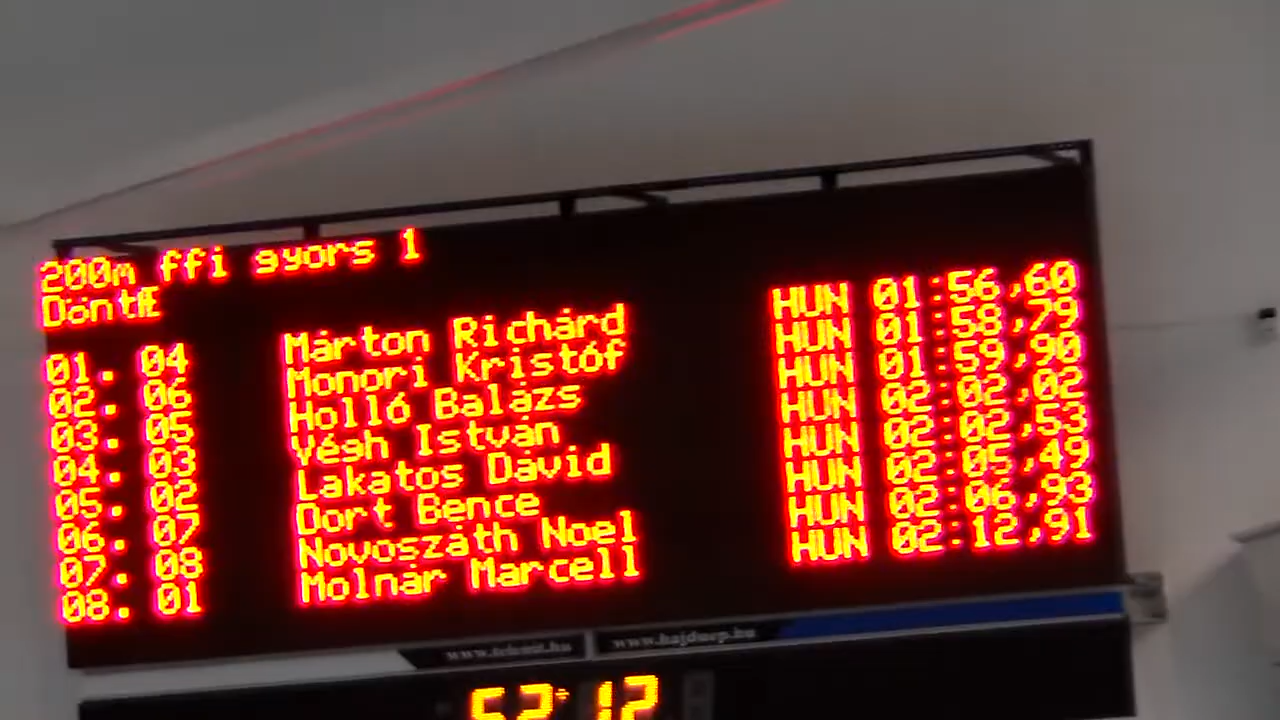 200m ffi gyors 1
DöntÆ
01. 04 Márton Richárd HUN 01:56,60
02. 06 Monori Kristóf HUN 01:58,79
03. 05 Holló Balázs HUN 01:59,90
04. 03 Végh István HUN 02:02,02
05. 02 Lakatos Dávid HUN 02:02,53
06. 07 Dort Bence HUN 02:05,49
07. 08 Novoszáth Noel HUN 02:06,93
08. 01 Molnár Marcell HUN 02:12,91
www.hajduep.hu
52 12